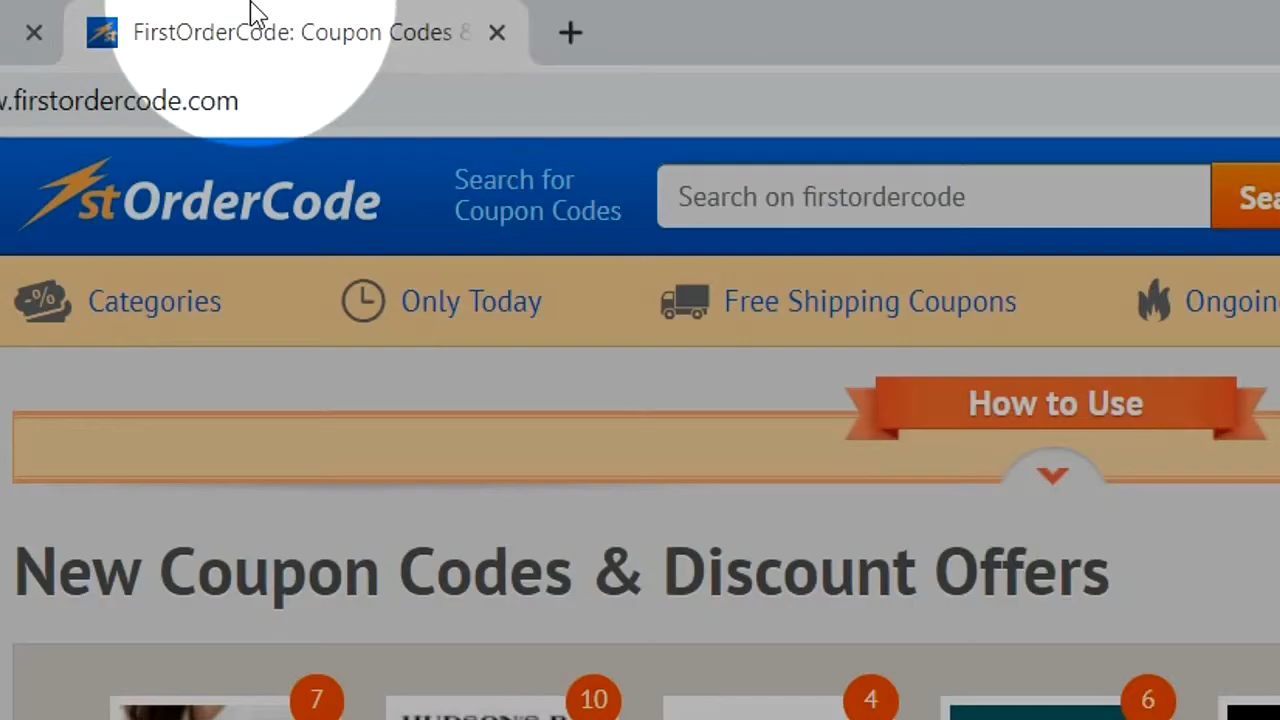 FirstOrderCode: Coupon Codes &
.firstordercode.com
1stOrderCode
Search for
Coupon Codes
Search on firstordercode
Categories
Only Today
Free Shipping Coupons
How to Use
New Coupon Codes & Discount Offers
7
10
4
6